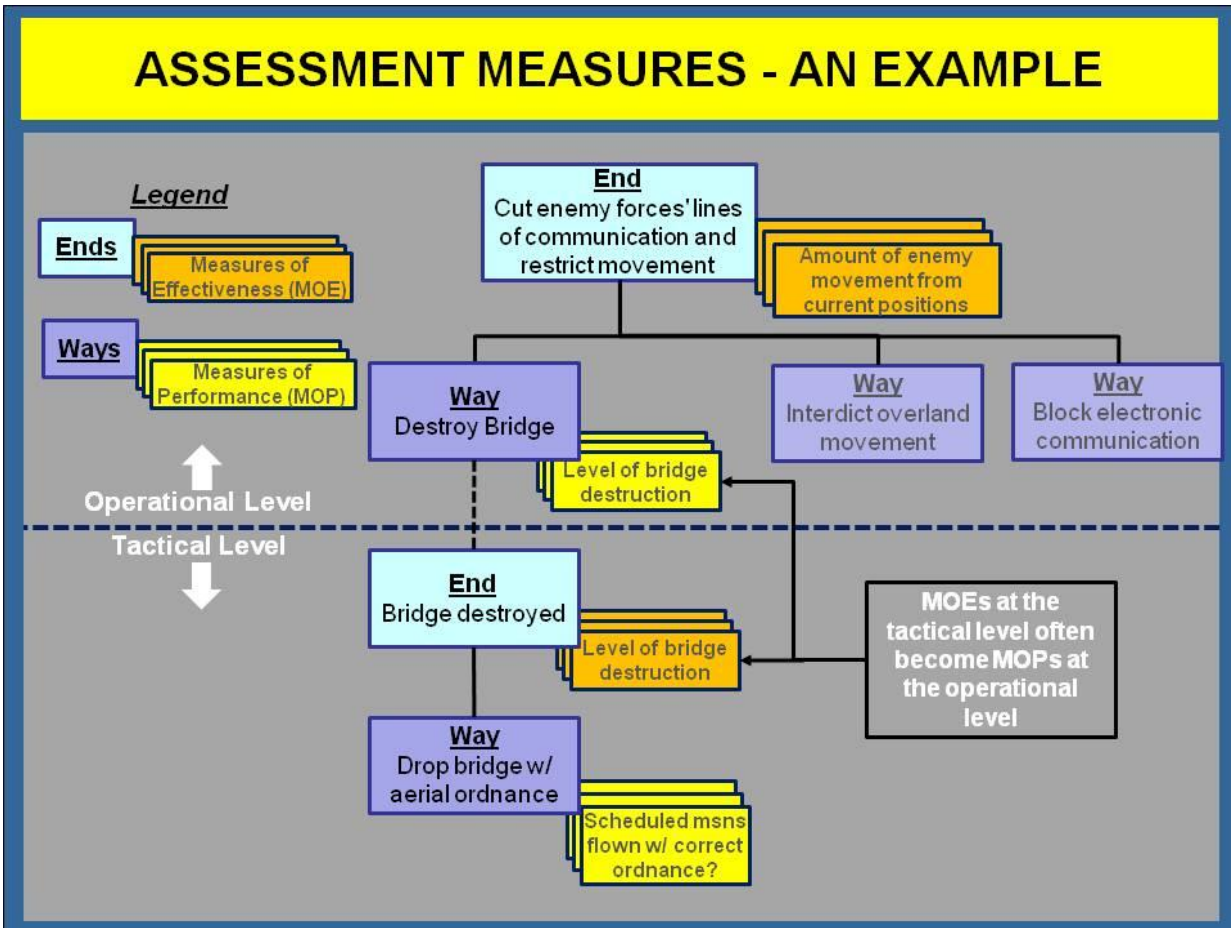 ASSESSMENT MEASURES - AN EXAMPLE
Legend
Ends
Measures of
Effectiveness (MOE)
Ways
Measures of
Performance (MOP)
Operational Level
Tactical Level
End
Cut enemy forces' lines
of communication and
restrict movement
Amount of enemy
movement from
current positions
Way
Destroy Bridge
Level of bridge
destruction
Way
Interdict overland
movement
Way
Block electronic
communication
End
Bridge destroyed
Level of bridge
destruction
MOEs at the
tactical level often
become MOPs at
the operational
level
Way
Drop bridge w/
aerial ordnance
Scheduled msns
flown w/ correct
ordnance?